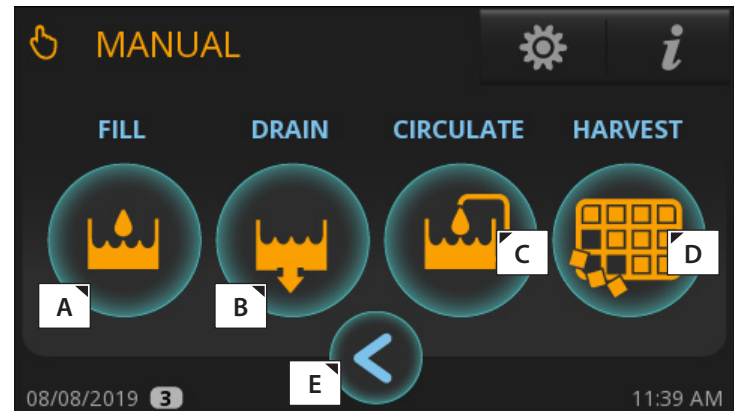 MANUAL i
FILL DRAIN CIRCULATE HARVEST
A B C D
E
08/08/2019 3 11:39 AM